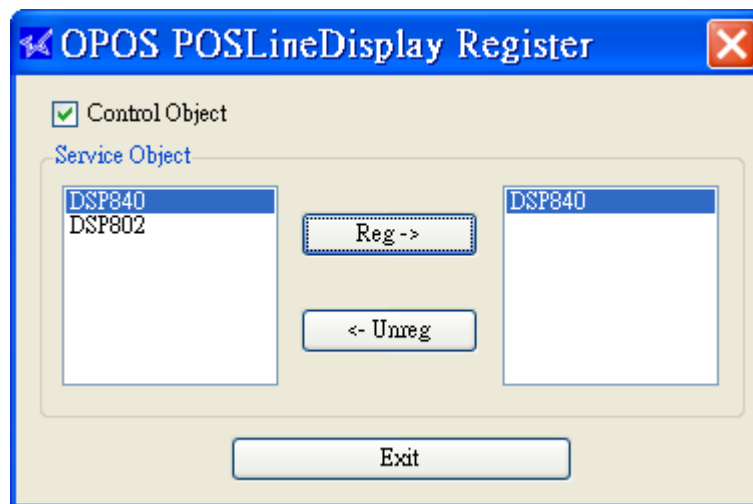 OPOS POSLineDisplay Register
Control Object
Service Object
DSP840
DSP802
Reg ->
<- Unreg
DSP840
Exit